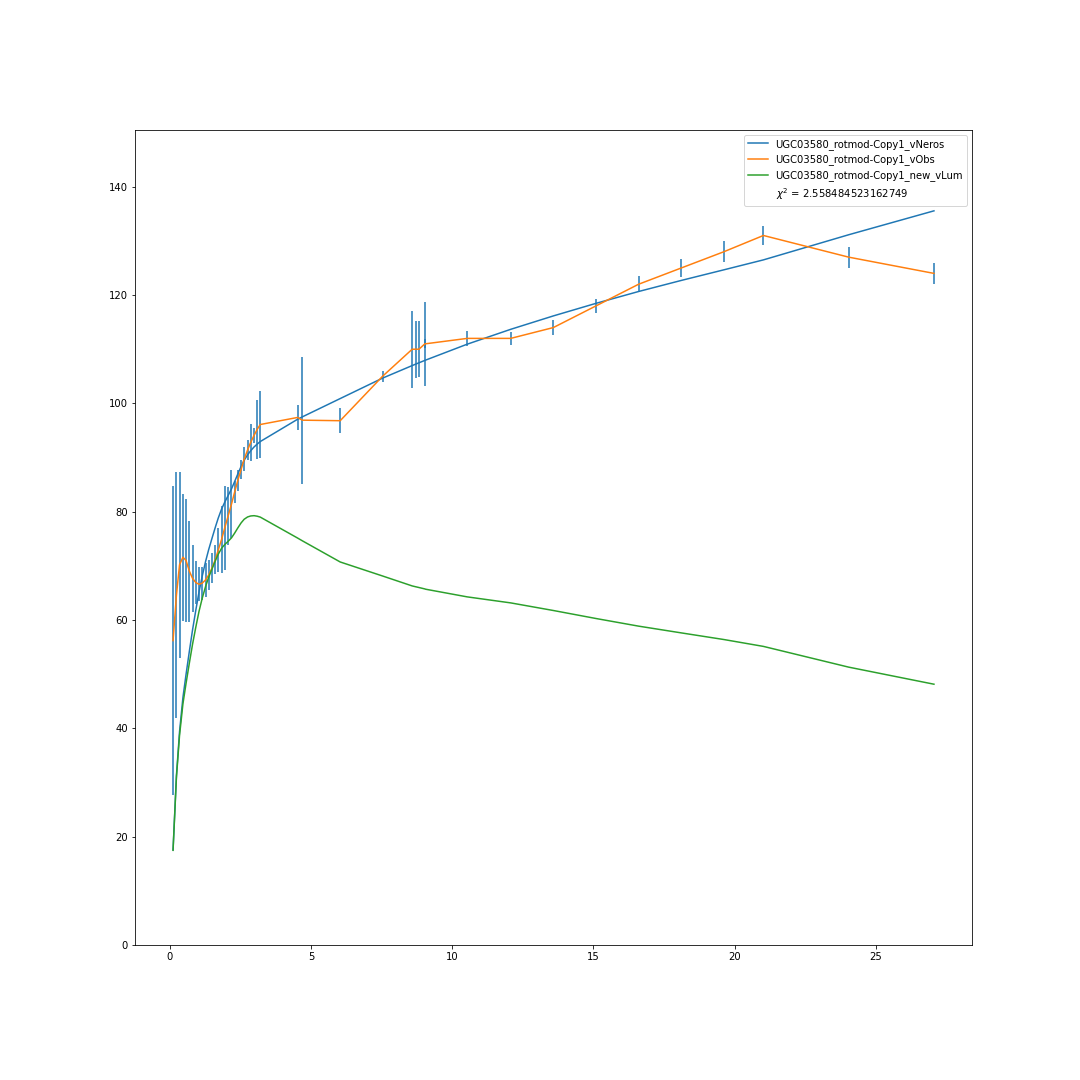 UGC03580_rotmod-Copy1_vNeros
UGC03580_rotmod-Copy1_vObs
UGC03580_rotmod-Copy1_new_vLum
χ² = 2.558484523162749
140
120
100
80
60
40
20
0
0 5 10 15 20 25